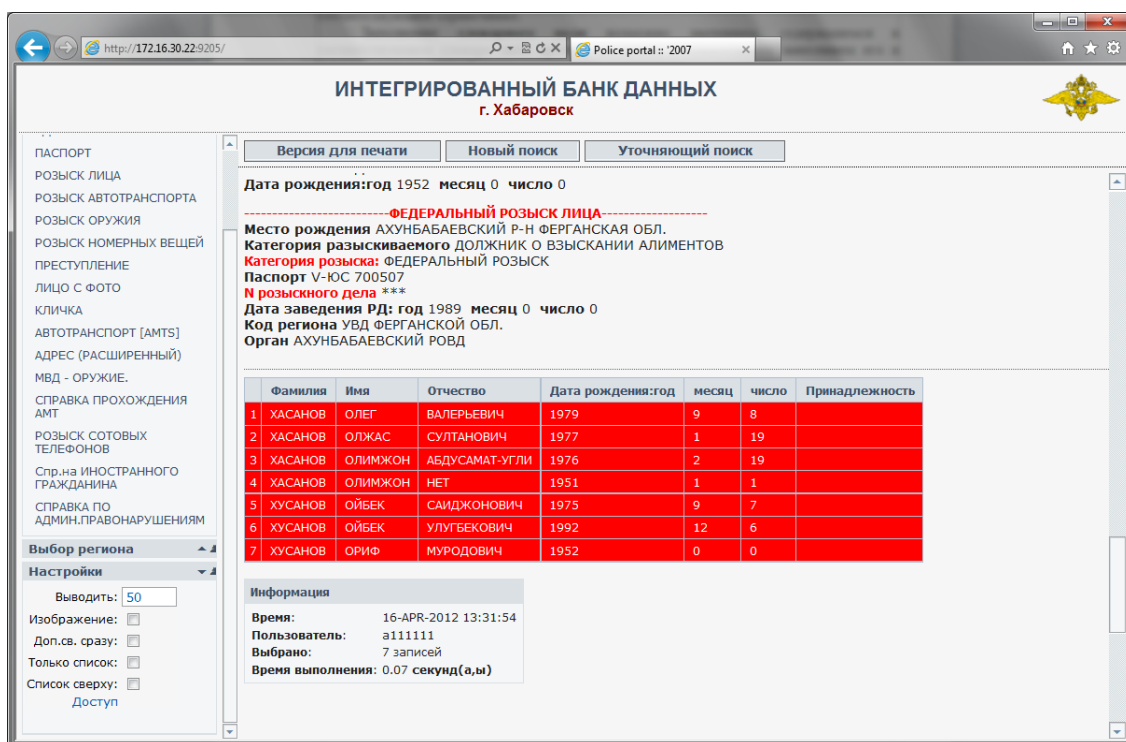 http://172.16.30.22:9205/
Police portal :: '2007
ИНТЕГРИРОВАННЫЙ БАНК ДАННЫХ
г. Хабаровск
ПАСПОРТ
РОЗЫСК ЛИЦА
РОЗЫСК АВТОТРАНСПОРТА
РОЗЫСК ОРУЖИЯ
РОЗЫСК НОМЕРНЫХ ВЕЩЕЙ
ПРЕСТУПЛЕНИЕ
ЛИЦО С ФОТО
КЛИЧКА
АВТОТРАНСПОРТ [AMTS]
АДРЕС (РАСШИРЕННЫЙ)
МВД - ОРУЖИЕ.
СПРАВКА ПРОХОЖДЕНИЯ
АМТ
РОЗЫСК СОТОВЫХ
ТЕЛЕФОНОВ
Спр.на ИНОСТРАННОГО
ГРАЖДАНИНА
СПРАВКА ПО
АДМИН.ПРАВОНАРУШЕНИЯМ
Выбор региона
Настройки
Выводить: 50
Изображение:
Доп.св. сразу:
Только список:
Список сверху:
Доступ
Версия для печати Новый поиск Уточняющий поиск
Дата рождения:год 1952 месяц 0 число 0
--------------------------ФЕДЕРАЛЬНЫЙ РОЗЫСК ЛИЦА-------------------
Место рождения АХУНБАБАЕВСКИЙ Р-Н ФЕРГАНСКАЯ ОБЛ.
Категория разыскиваемого ДОЛЖНИК О ВЗЫСКАНИИ АЛИМЕНТОВ
Категория розыска: ФЕДЕРАЛЬНЫЙ РОЗЫСК
Паспорт V-ЮС 700507
N розыскного дела ***
Дата заведения РД: год 1989 месяц 0 число 0
Код региона УВД ФЕРГАНСКОЙ ОБЛ.
Орган АХУНБАБАЕВСКИЙ РОВД
Фамилия Имя Отчество Дата рождения:год месяц число Принадлежность
1 ХАСАНОВ ОЛЕГ ВАЛЕРЬЕВИЧ 1979 9 8
2 ХАСАНОВ ОЛЖАС СУЛТАНОВИЧ 1977 1 19
3 ХАСАНОВ ОЛИМЖОН АБДУСАМАТ-УГЛИ 1976 2 19
4 ХАСАНОВ ОЛИМЖОН НЕТ 1951 1 1
5 ХУСАНОВ ОЙБЕК САИДЖОНОВИЧ 1975 9 7
6 ХУСАНОВ ОЙБЕК УЛУГБЕКОВИЧ 1992 12 6
7 ХУСАНОВ ОРИФ МУРОДОВИЧ 1952 0 0
Информация
Время: 16-APR-2012 13:31:54
Пользователь: a111111
Выбрано: 7 записей
Время выполнения: 0.07 секунд(а,ы)